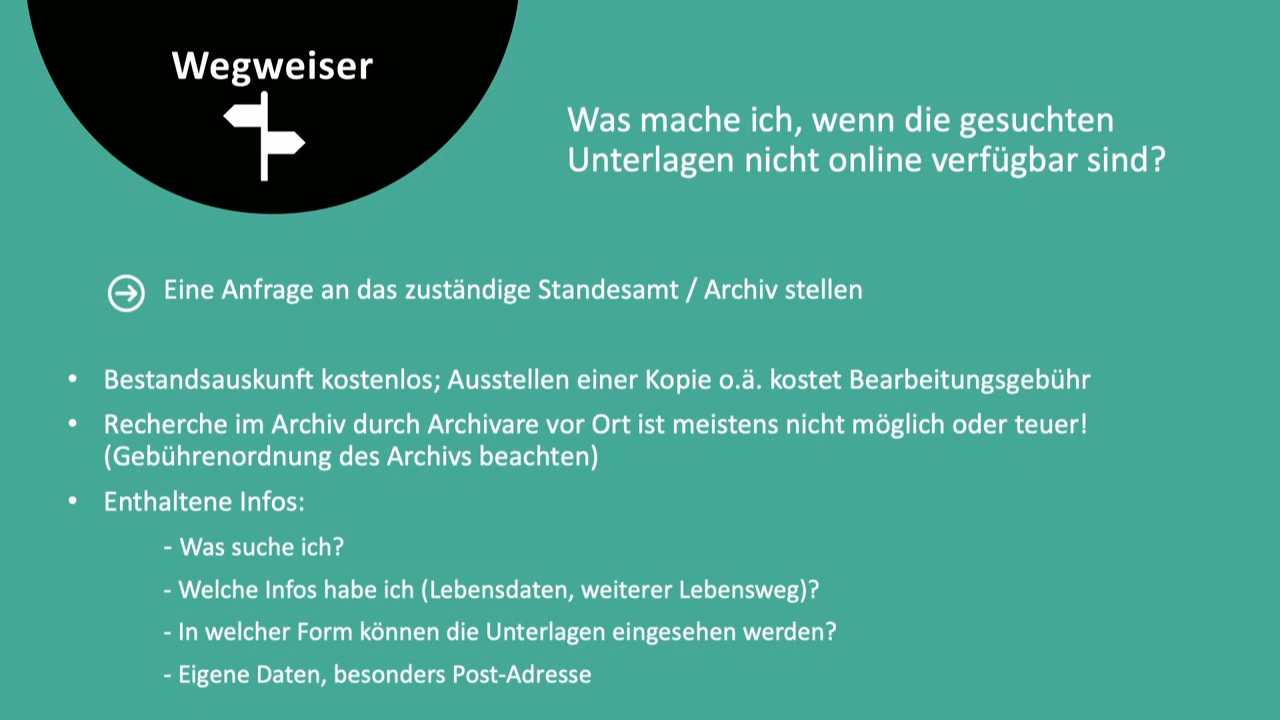 Wegweiser
Was mache ich, wenn die gesuchten
Unterlagen nicht online verfügbar sind?
Eine Anfrage an das zuständige Standesamt / Archiv stellen
• Bestandsauskunft kostenlos; Ausstellen einer Kopie o.ä. kostet Bearbeitungsgebühr
• Recherche im Archiv durch Archivare vor Ort ist meistens nicht möglich oder teuer!
(Gebührenordnung des Archivs beachten)
• Enthaltene Infos:
- Was suche ich?
- Welche Infos habe ich (Lebensdaten, weiterer Lebensweg)?
- In welcher Form können die Unterlagen eingesehen werden?
- Eigene Daten, besonders Post-Adresse